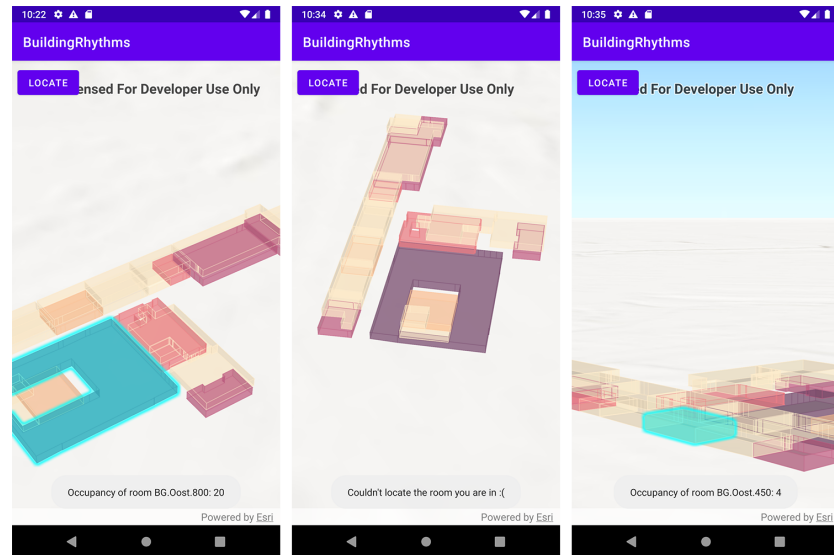 10:22
BuildingRhythms
LOCATE
ensed For Developer Use Only
Occupancy of room BG.Oost.800: 20
Powered by Esri
10:34
BuildingRhythms
LOCATE
d For Developer Use Only
Couldn't locate the room you are in :(
Powered by Esri
10:35
BuildingRhythms
LOCATE
d For Developer Use Only
Occupancy of room BG.Oost.450: 4
Powered by Esri